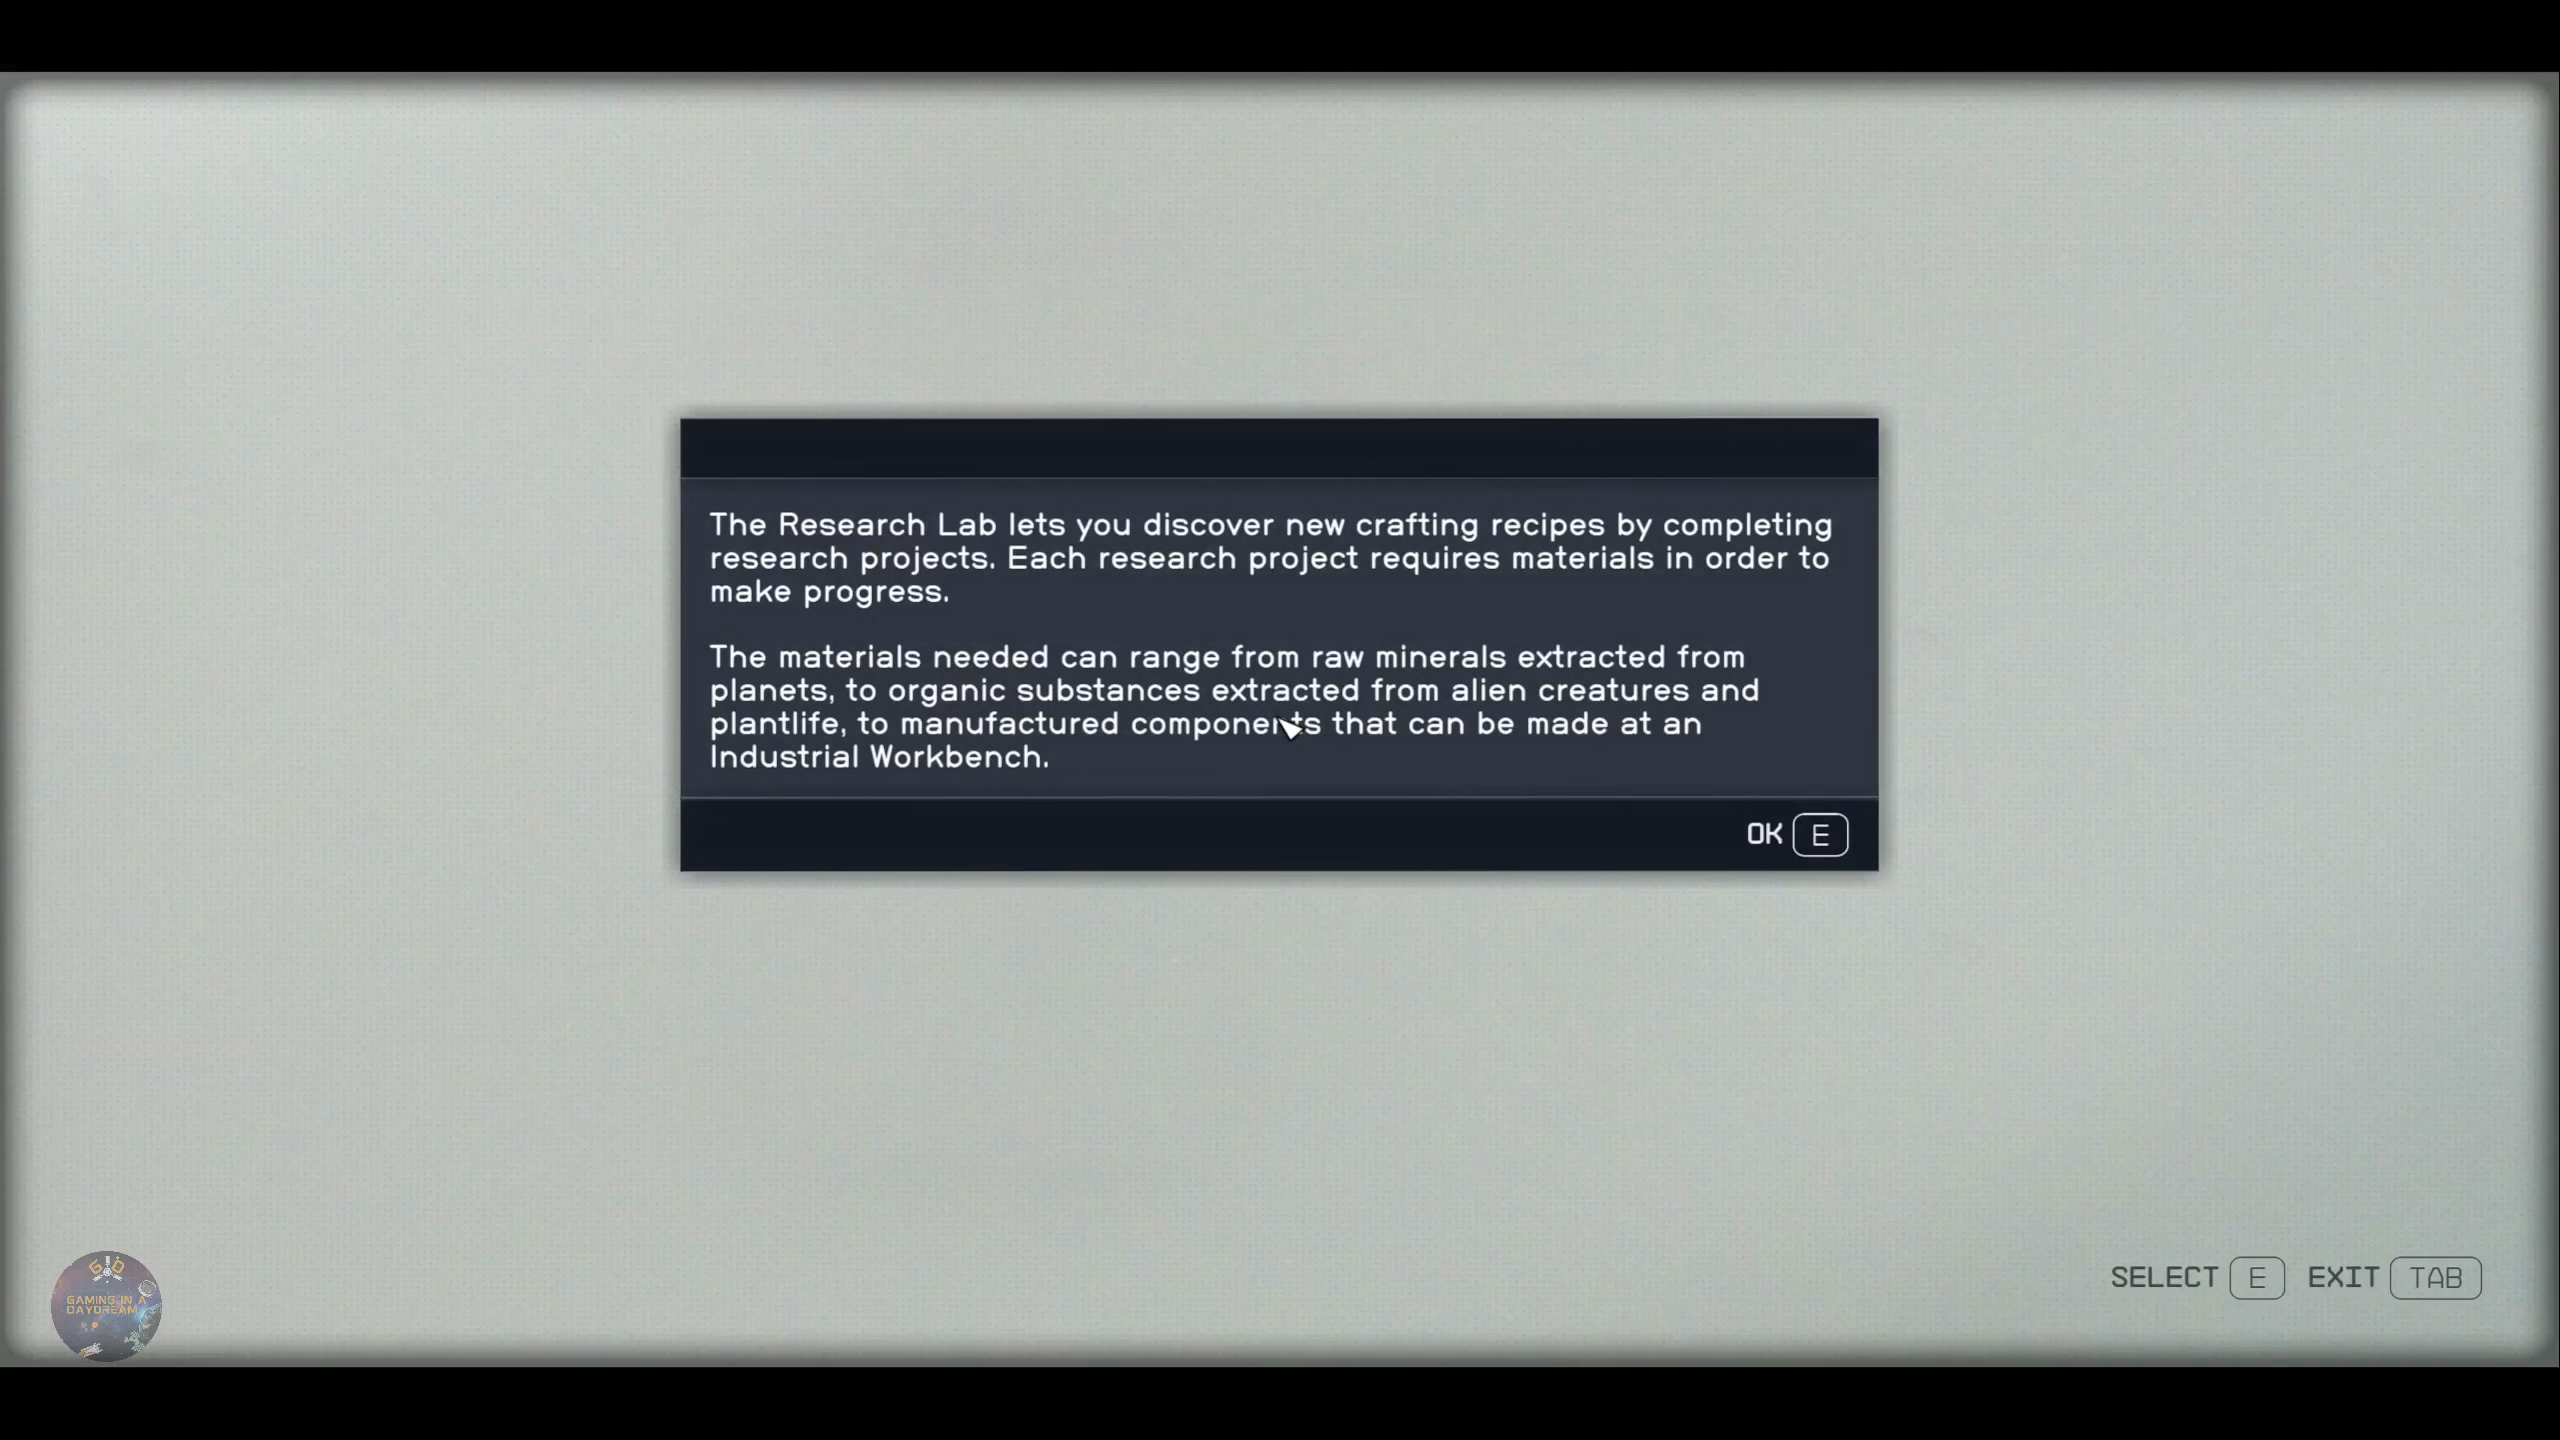 The Research Lab lets you discover new crafting recipes by completing
research projects. Each research project requires materials in order to
make progress.
The materials needed can range from raw minerals extracted from
planets, to organic substances extracted from alien creatures and
plantlife, to manufactured components that can be made at an
Industrial Workbench.
OK E
SELECT E EXIT TAB
G D
GAMING IN A
DAYDREAM